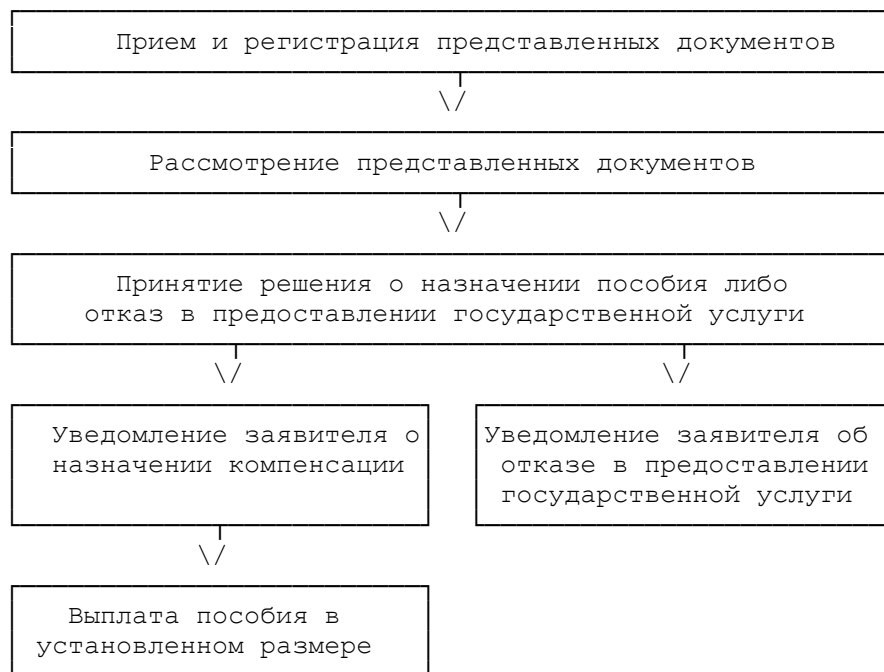 Прием и регистрация представленных документов
\/
Рассмотрение представленных документов
\/
Принятие решения о назначении пособия либо
отказ в предоставлении государственной услуги
\/ \/
Уведомление заявителя о
назначении компенсации
Уведомление заявителя об
отказе в предоставлении
государственной услуги
\/
Выплата пособия в
установленном размере